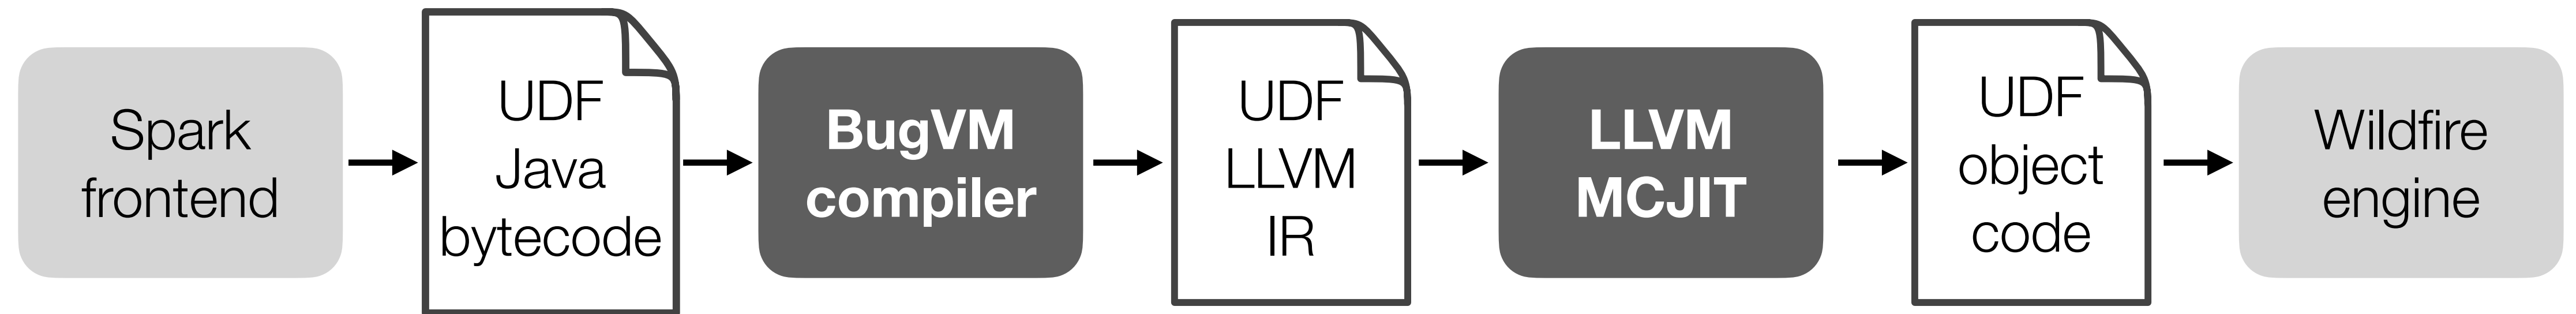 Spark
frontend
UDF
Java
bytecode
BugVM
compiler
UDF
LLVM
IR
LLVM
MCJIT
UDF
object
code
Wildfire
engine